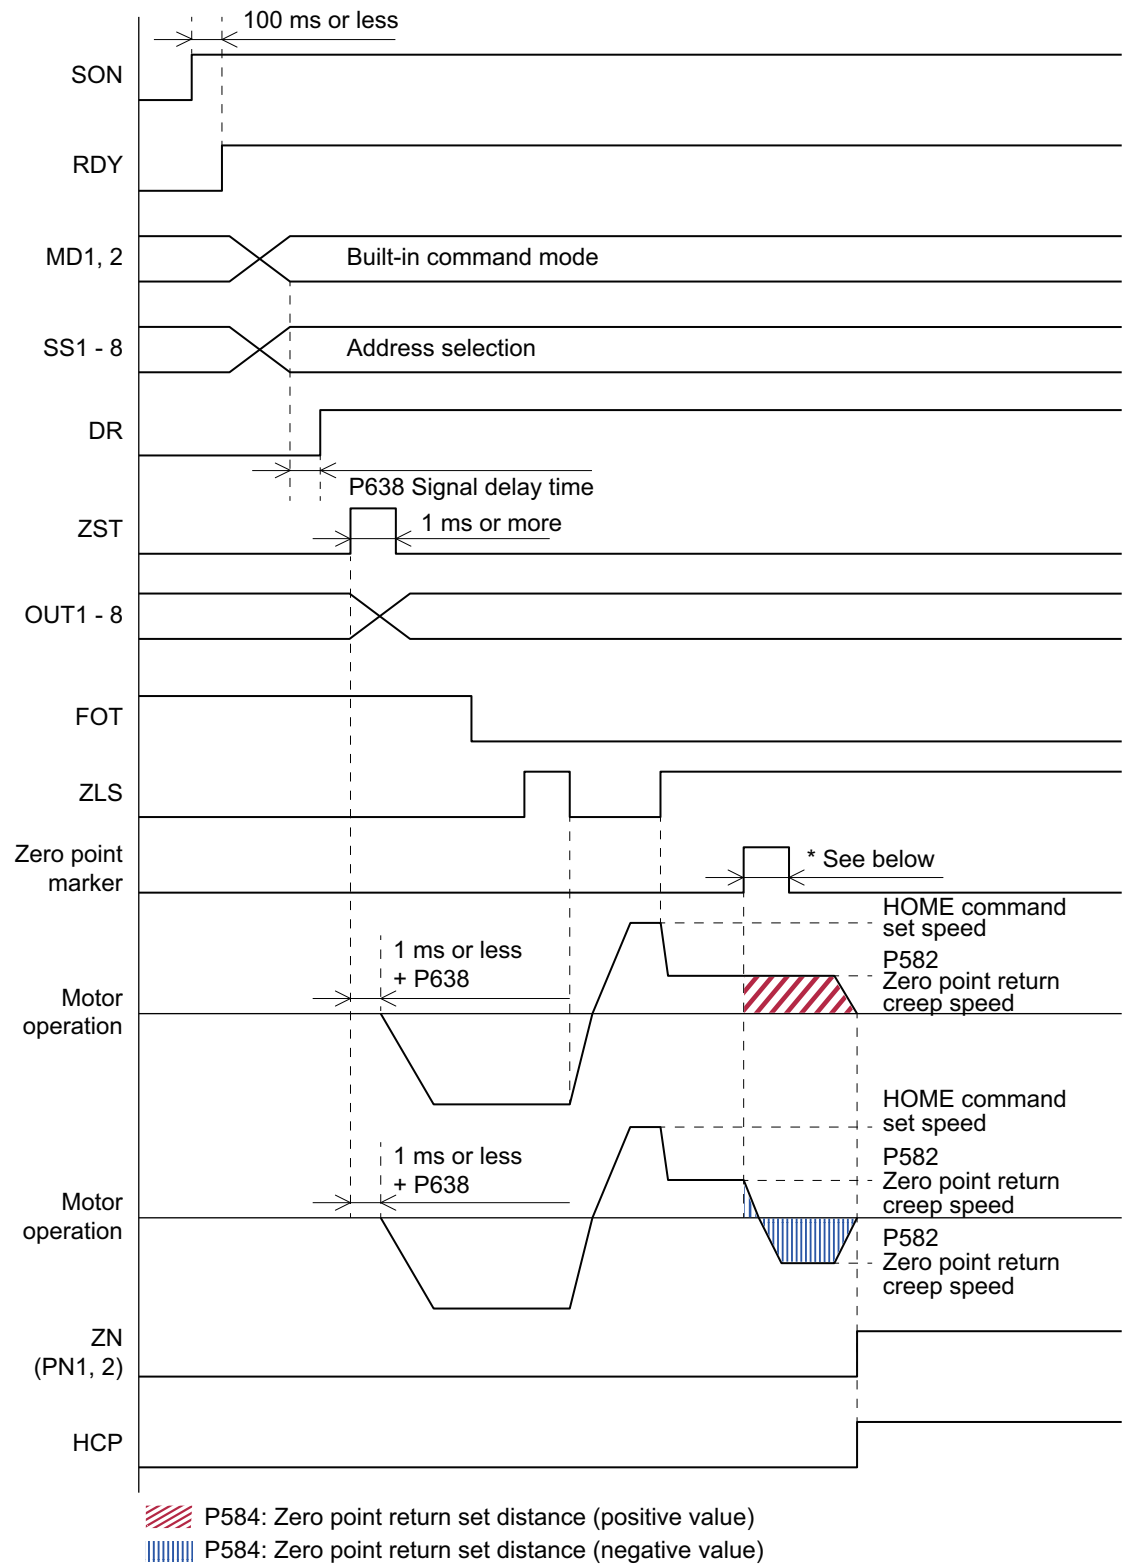 100 ms or less
SON
RDY
MD1, 2
Built-in command mode
SS1 - 8
Address selection
DR
P638 Signal delay time
ZST
1 ms or more
OUT1 - 8
FOT
ZLS
Zero point
marker
* See below
HOME command
set speed
1 ms or less
+ P638
P582
Zero point return
creep speed
Motor
operation
HOME command
set speed
1 ms or less
+ P638
P582
Zero point return
creep speed
Motor
operation
P582
Zero point return
creep speed
ZN
(PN1, 2)
HCP
P584: Zero point return set distance (positive value)
P584: Zero point return set distance (negative value)